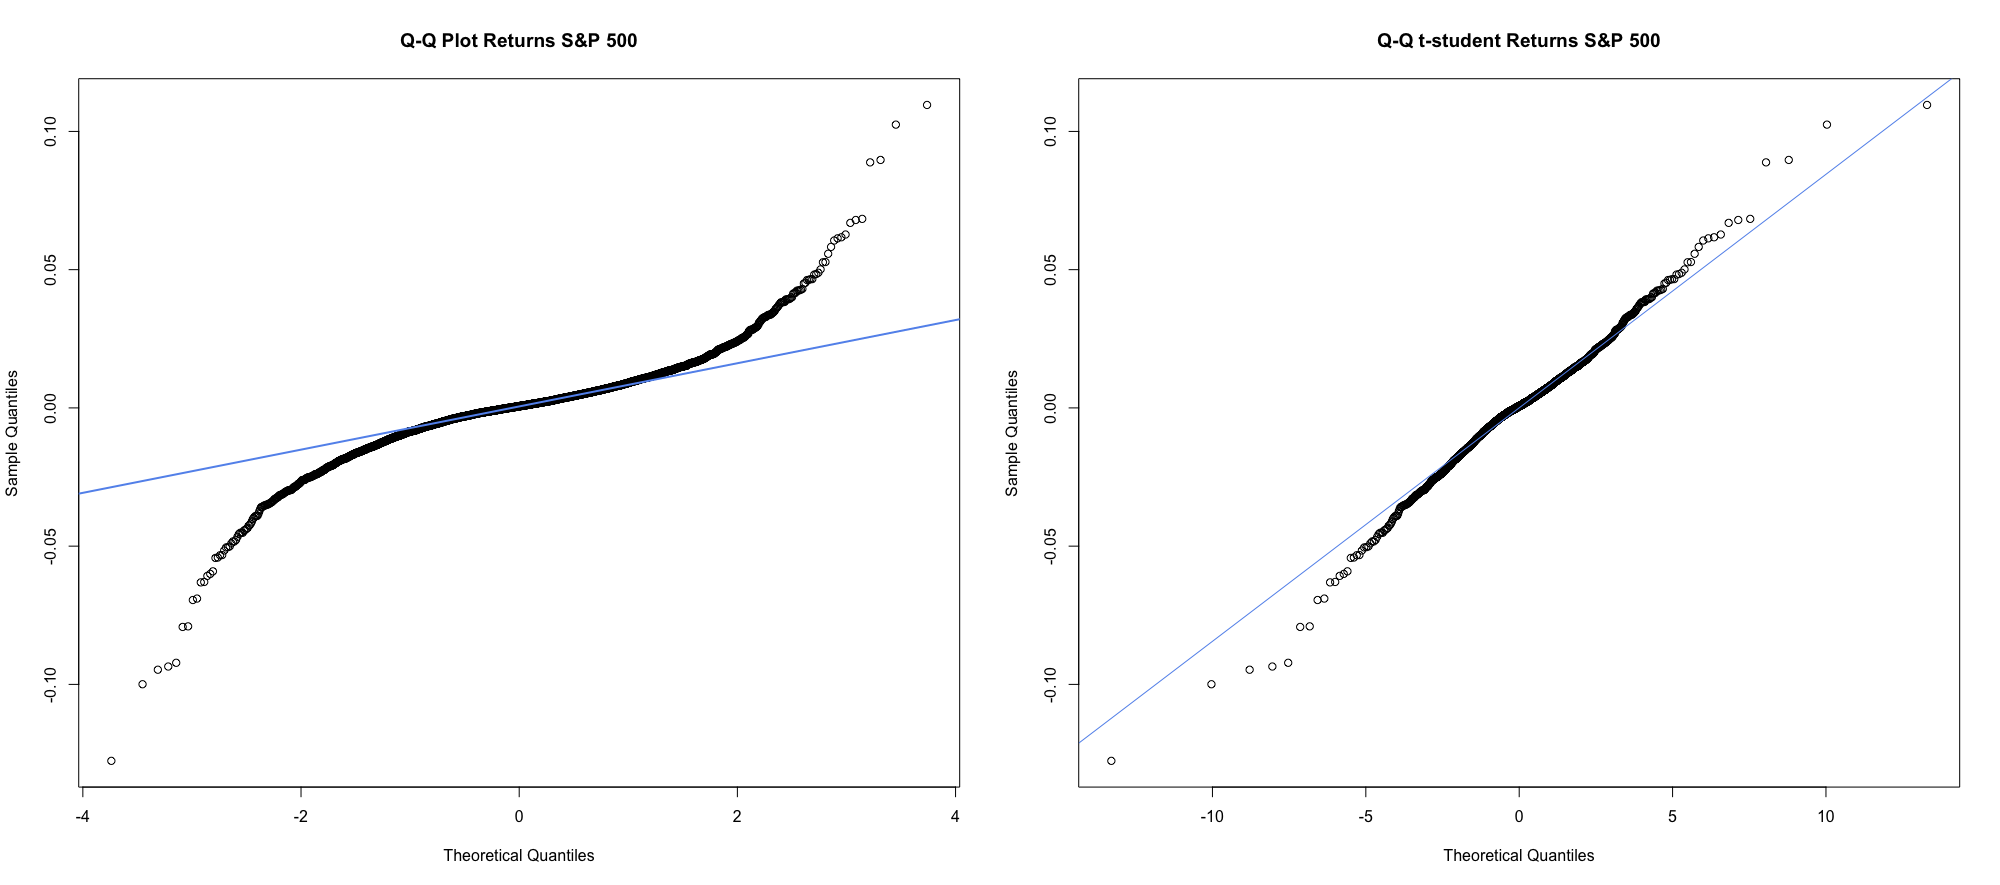 Q-Q Plot Returns S&P 500
Sample Quantiles
0.10
0.05
0.00
-0.05
-0.10
-4 -2 0 2 4
Theoretical Quantiles
Q-Q t-student Returns S&P 500
Sample Quantiles
0.10
0.05
0.00
-0.05
-0.10
-10 -5 0 5 10
Theoretical Quantiles